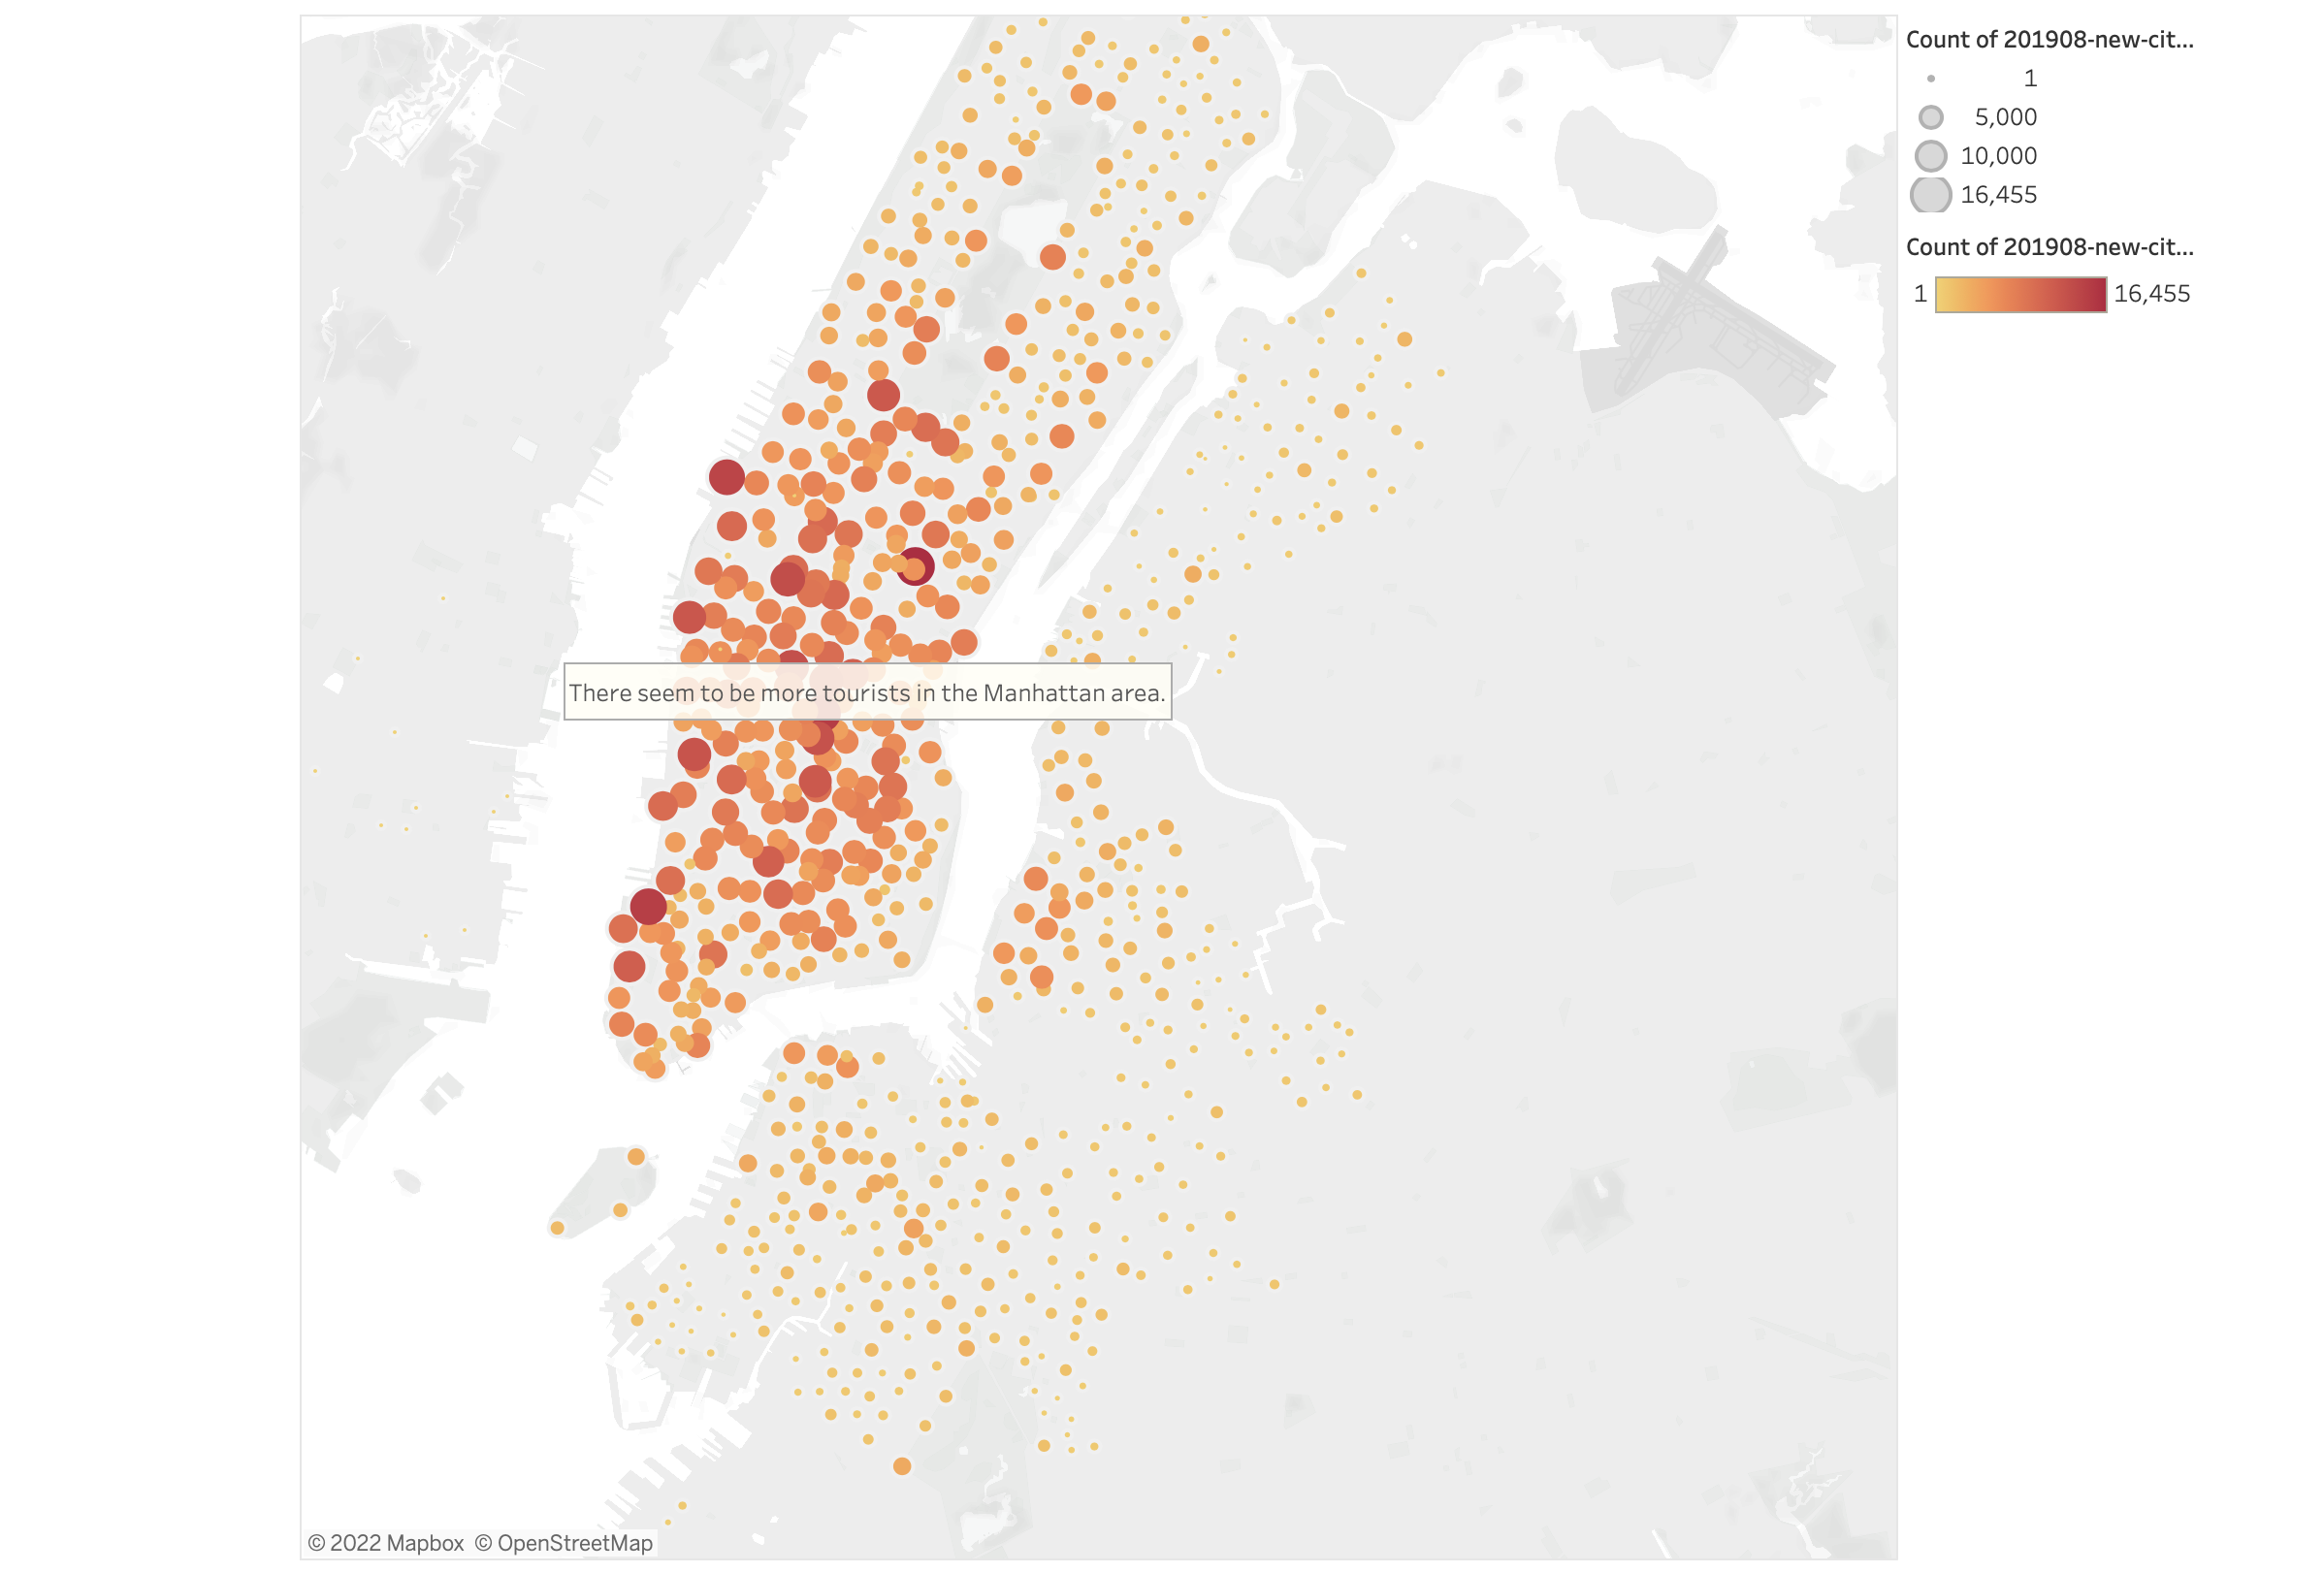 Count of 201908-new-cit...
1
5,000
10,000
16,455
Count of 201908-new-cit...
1 16,455
There seem to be more tourists in the Manhattan area.
© 2022 Mapbox © OpenStreetMap